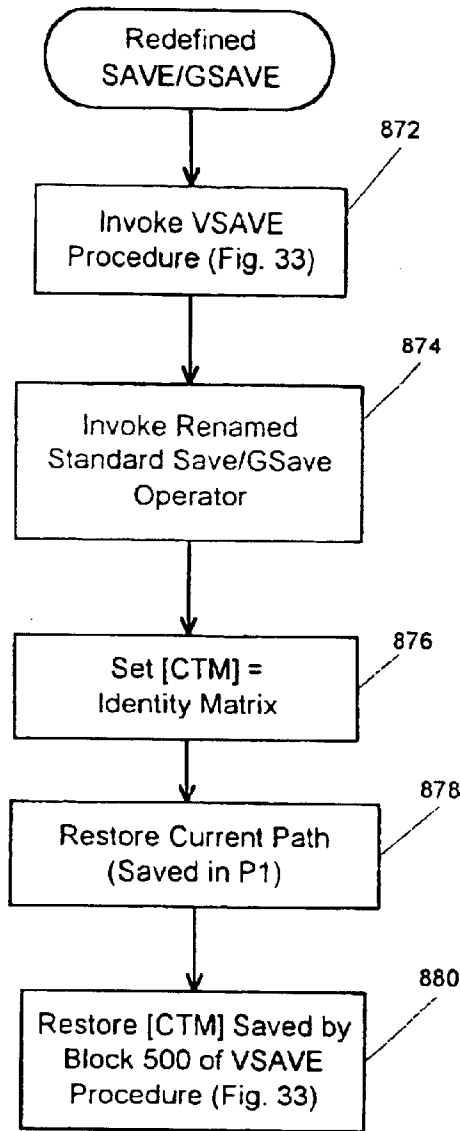 Redefined
SAVE/GSAVE
872
Invoke VSAVE
Procedure (Fig. 33)
874
Invoke Renamed
Standard Save/GSave
Operator
876
Set [CTM] =
Identity Matrix
878
Restore Current Path
(Saved in P1)
880
Restore [CTM] Saved by
Block 500 of VSAVE
Procedure (Fig. 33)